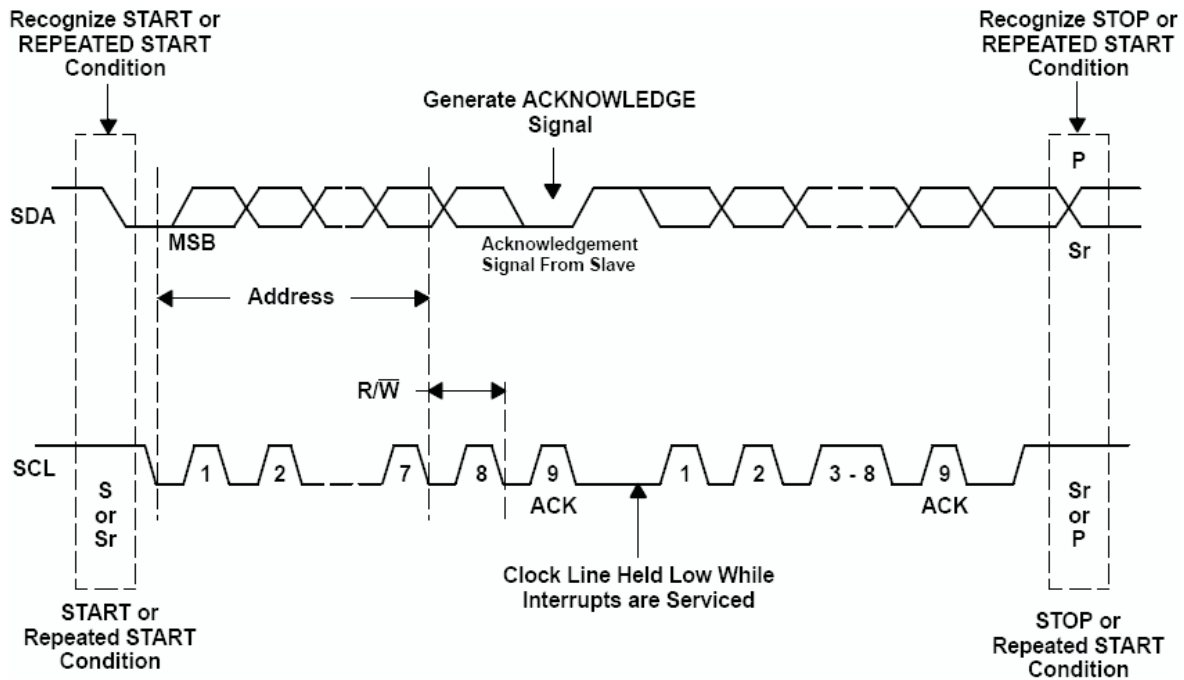 Recognize START or
REPEATED START
Condition
Recognize STOP or
REPEATED START
Condition
Generate ACKNOWLEDGE
Signal
P
SDA
MSB
Acknowledgement
Signal From Slave
Sr
Address
R/W̅
SCL
1
2
7
8
9
1
2
3 - 8
9
ACK
ACK
S
or
Sr
Sr
or
P
Clock Line Held Low While
Interrupts are Serviced
START or
Repeated START
Condition
STOP or
Repeated START
Condition